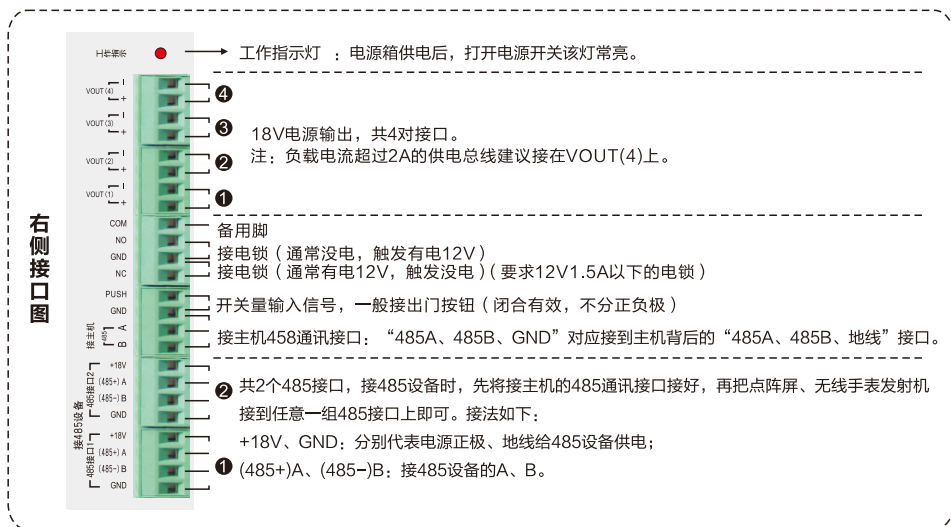 右侧接口图
工作指示
工作指示灯 ：电源箱供电后，打开电源开关该灯常亮。
VOUT(4) - +
VOUT(3) - +
VOUT(2) - +
VOUT(1) - +
❹
❸
❷
❶
18V电源输出，共4对接口。
注：负载电流超过2A的供电总线建议接在VOUT(4)上。
COM
NO
GND
NC
备用脚
接电锁（通常没电，触发有电12V）
接电锁（通常有电12V，触发没电）（要求12V1.5A以下的电锁）
PUSH
GND
接主机
485
A
B
开关量输入信号，一般接出门按钮（闭合有效，不分正负极）
接主机458通讯接口：“485A、485B、GND”对应接到主机背后的“485A、485B、地线”接口。
接485设备
485接口2
+18V
(485+) A
(485-) B
GND
485接口1
+18V
(485+) A
(485-) B
GND
❷ 共2个485接口，接485设备时，先将接主机的485通讯接口接好，再把点阵屏、无线手表发射机
接到任意一组485接口上即可。接法如下：
+18V、GND：分别代表电源正极、地线给485设备供电；
❶ (485+)A、(485-)B：接485设备的A、B。